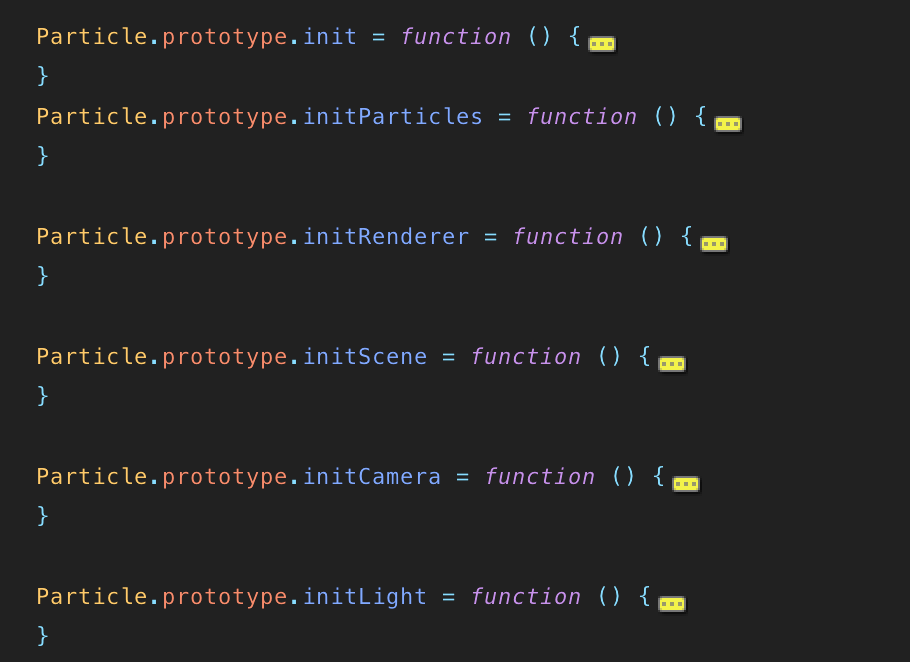 Particle.prototype.init = function () {
}
Particle.prototype.initParticles = function () {
}
Particle.prototype.initRenderer = function () {
}
Particle.prototype.initScene = function () {
}
Particle.prototype.initCamera = function () {
}
Particle.prototype.initLight = function () {
}